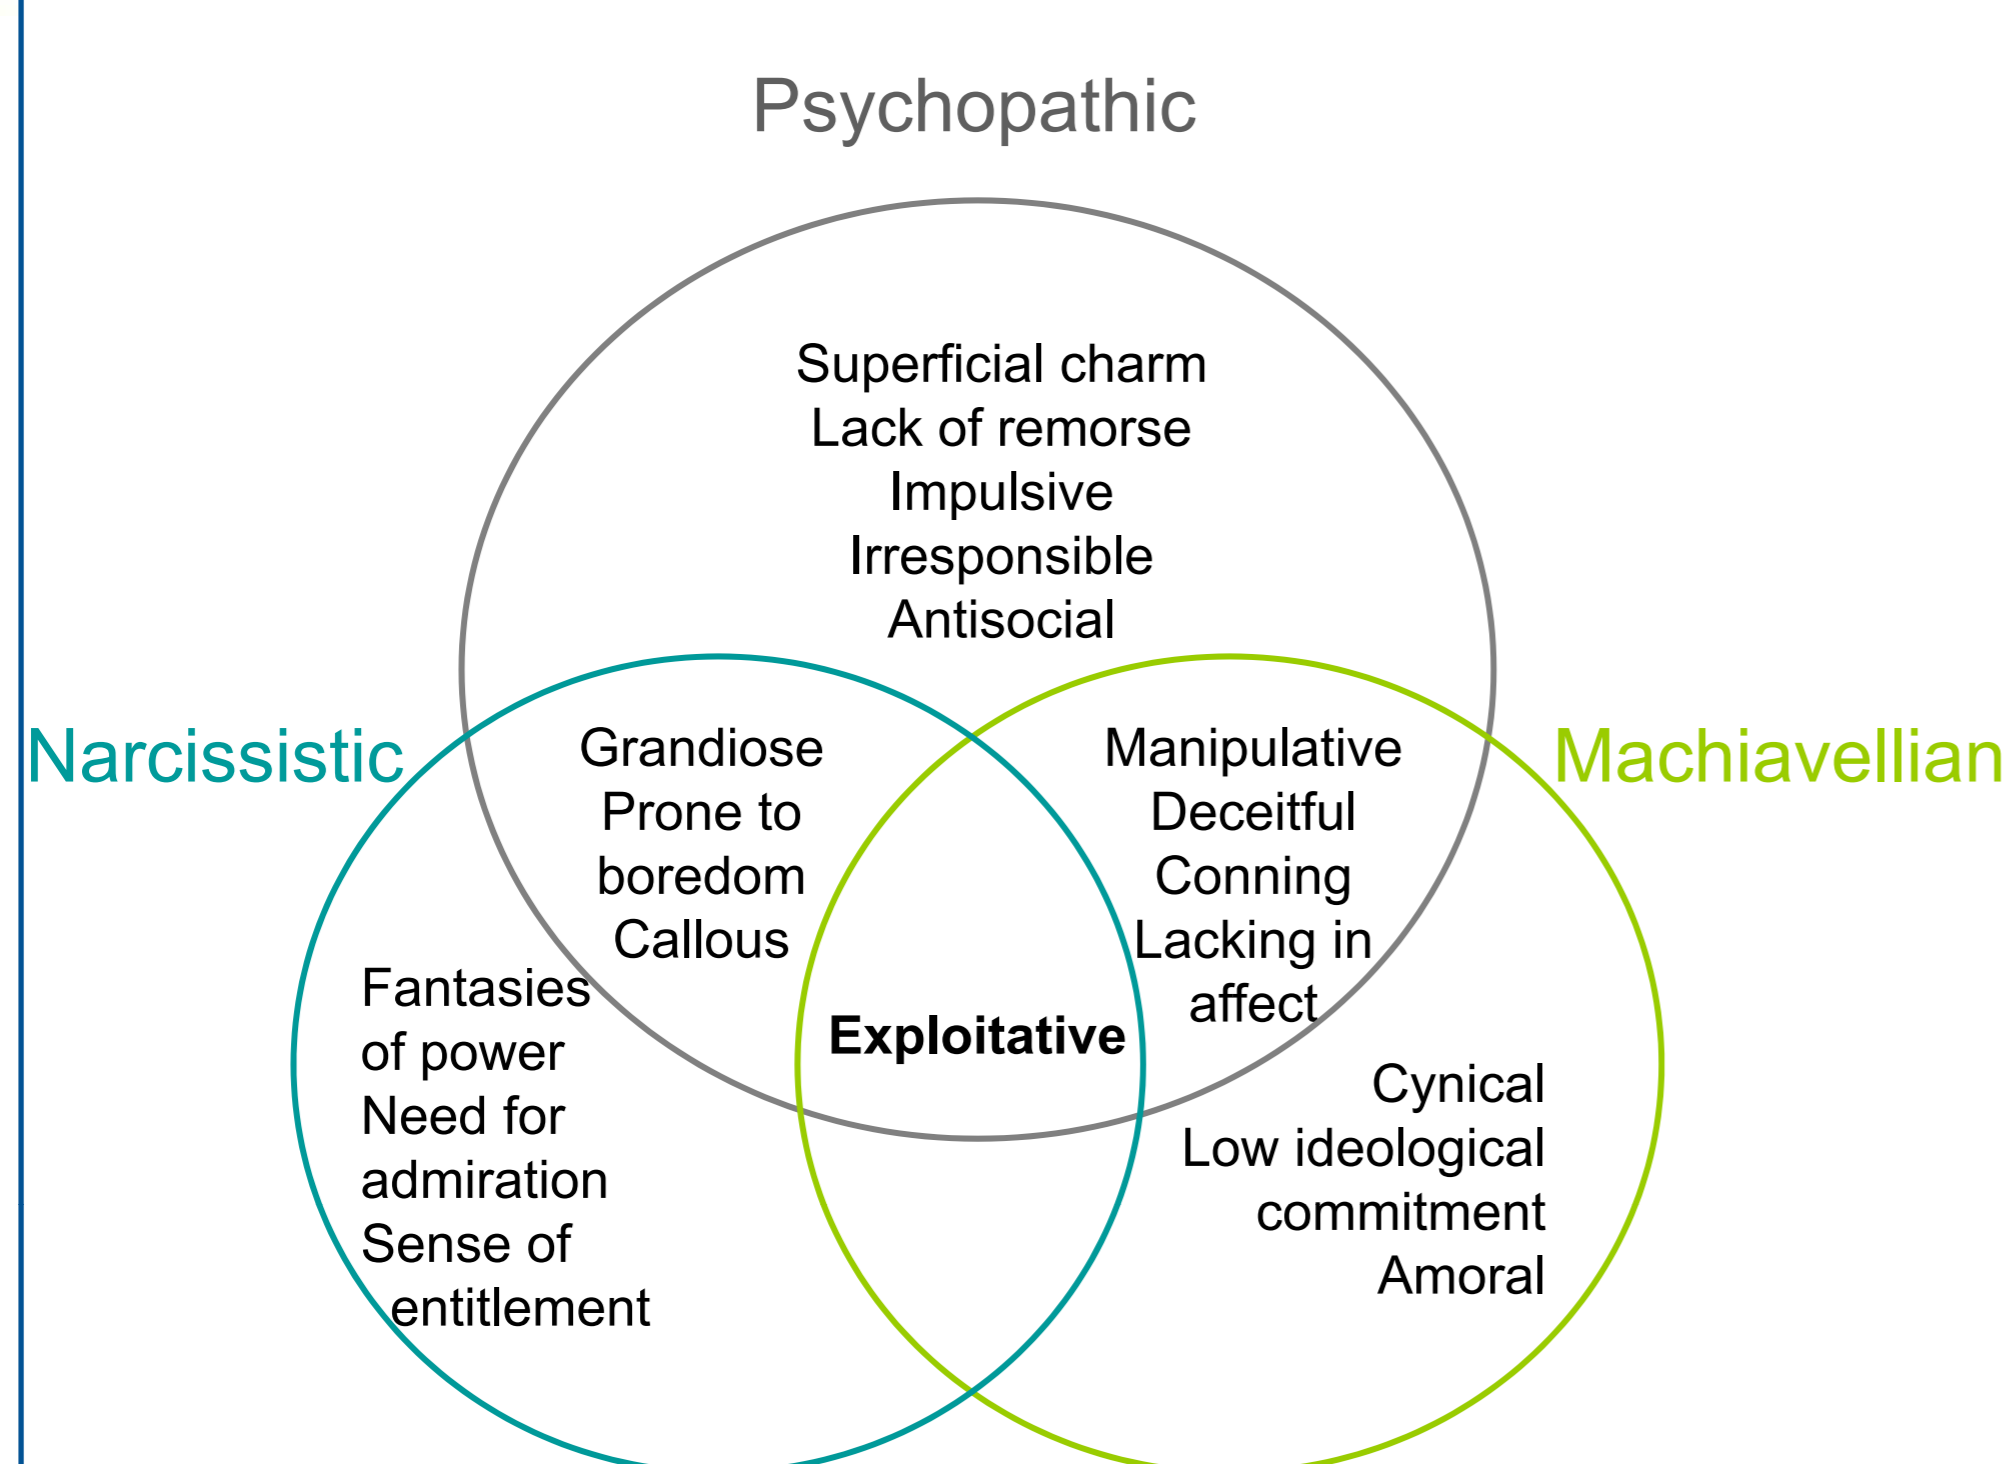 Psychopathic
Superficial charm
Lack of remorse
Impulsive
Irresponsible
Antisocial
Narcissistic
Machiavellian
Grandiose
Prone to
boredom
Callous
Manipulative
Deceitful
Conning
Lacking in
affect
Exploitative
Fantasies
of power
Need for
admiration
Sense of
entitlement
Cynical
Low ideological
commitment
Amoral